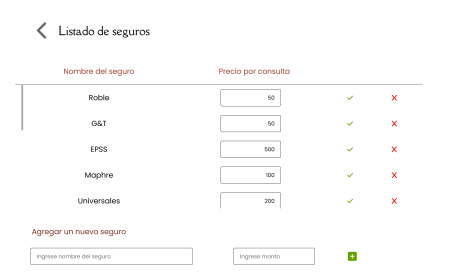 Listado de seguros
Nombre del seguro Precio por consulta
Roble 50
G&T 50
EPSS 500
Maphre 100
Universales 200
Agregar un nuevo seguro
Ingrese nombre del seguro Ingrese monto